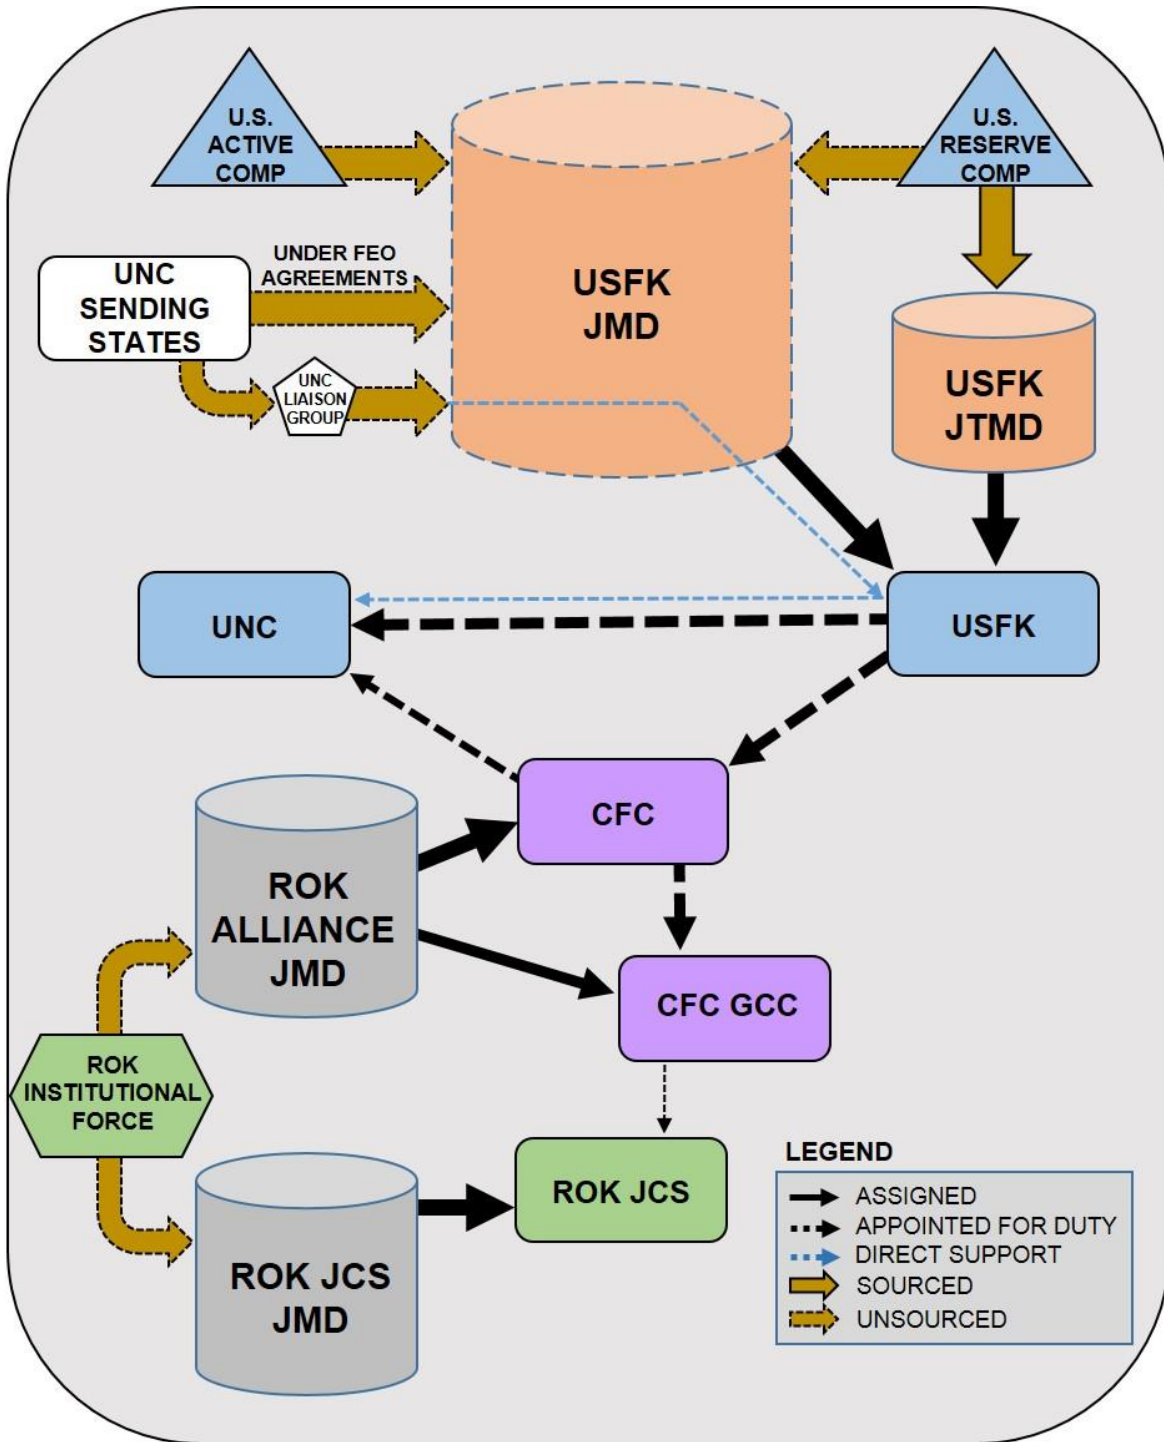 U.S.
ACTIVE
COMP
U.S.
RESERVE
COMP
UNDER FEO
AGREEMENTS
UNC
SENDING
STATES
USFK
JMD
UNC
LIAISON
GROUP
USFK
JTMD
UNC
USFK
CFC
ROK
ALLIANCE
JMD
CFC GCC
ROK
INSTITUTIONAL
FORCE
ROK JCS
ROK JCS
JMD
LEGEND
ASSIGNED
APPOINTED FOR DUTY
DIRECT SUPPORT
SOURCED
UNSOURCED